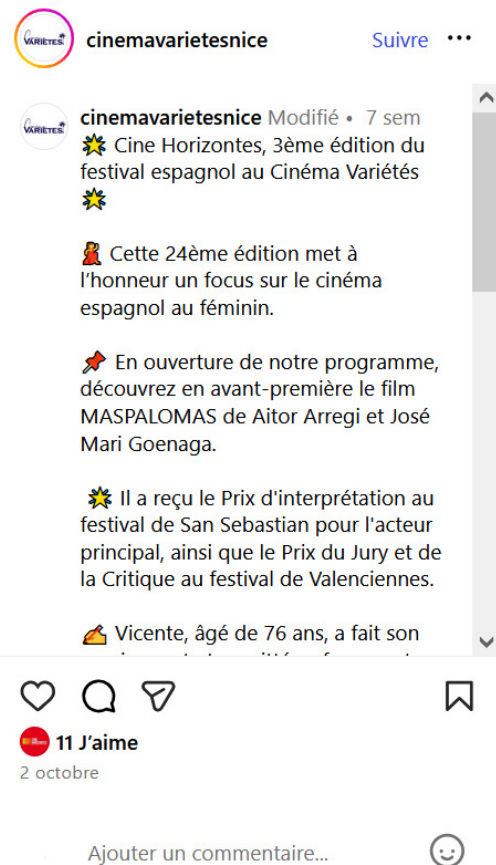 VARIETES
cinemavarietesnice
Suivre
VARIETES
cinemavarietesnice Modifié • 7 sem
🌟 Cine Horizontes, 3ème édition du
festival espagnol au Cinéma Variétés
🌟
💃 Cette 24ème édition met à
l’honneur un focus sur le cinéma
espagnol au féminin.
📌 En ouverture de notre programme,
découvrez en avant-première le film
MASPALOMAS de Aitor Arregi et José
Mari Goenaga.
🌟 Il a reçu le Prix d'interprétation au
festival de San Sebastian pour l'acteur
principal, ainsi que le Prix du Jury et de
la Critique au festival de Valenciennes.
✍️ Vicente, âgé de 76 ans, a fait son
11 J’aime
2 octobre
Ajouter un commentaire...